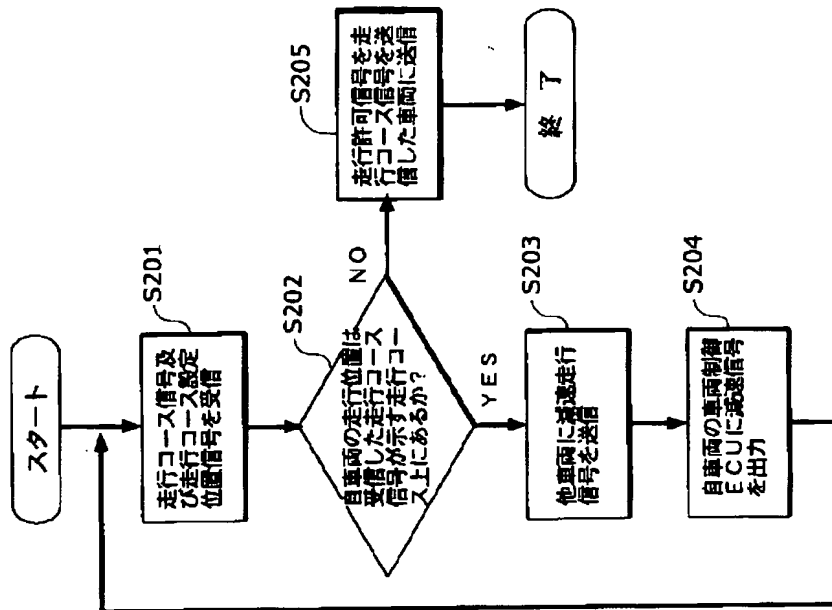 スタート
S201
走行コース信号及
び走行コース設定
位置信号を受信
S202
自車両の走行位置は
受信した走行コース
信号が示す走行コー
ス上にあるか？
NO
S205
走行許可信号を走
行コース信号を送
信した車両に送信
終了
YES
S203
他車両に減速走行
信号を送信
S204
自車両の車両制御
ECUに減速信号
を出力